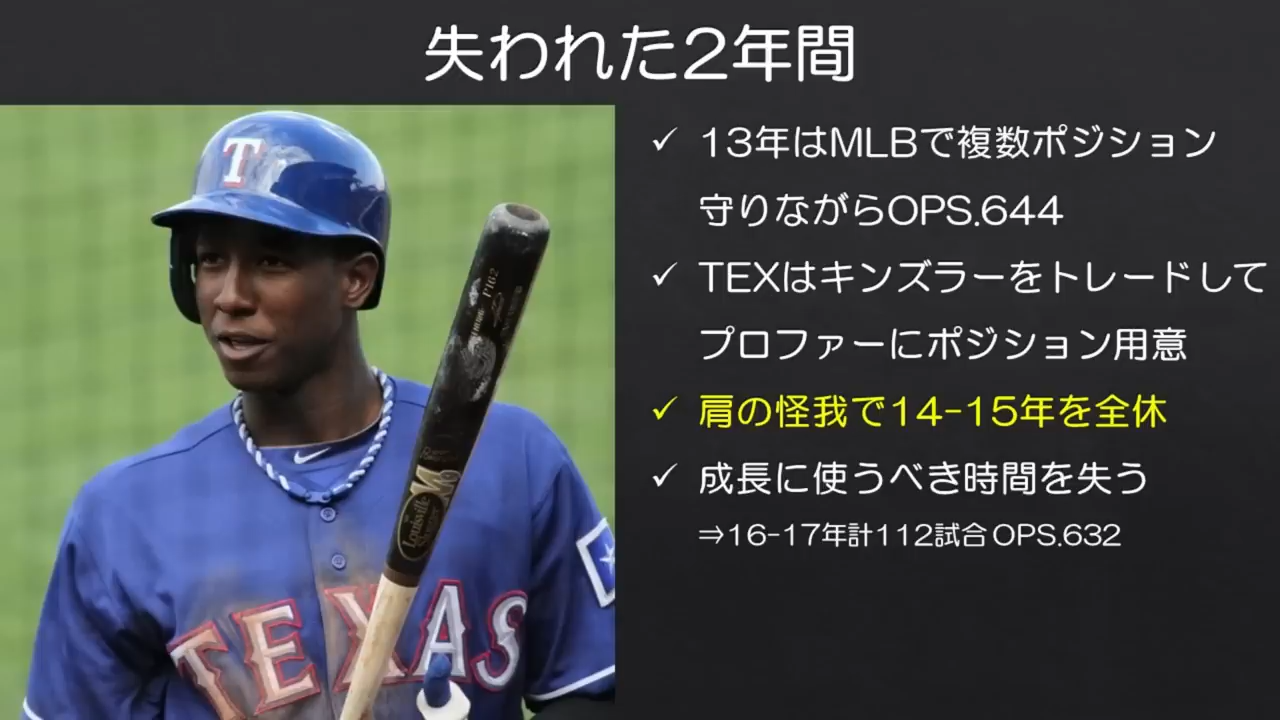 失われた2年間
✓ 13年はMLBで複数ポジション
守りながらOPS.644
✓ TEXはキンズラーをトレードして
プロファーにポジション用意
✓ 肩の怪我で14-15年を全休
✓ 成長に使うべき時間を失う
⇒16-17年計112試合OPS.632
T
P162
Louisville
TEXAS